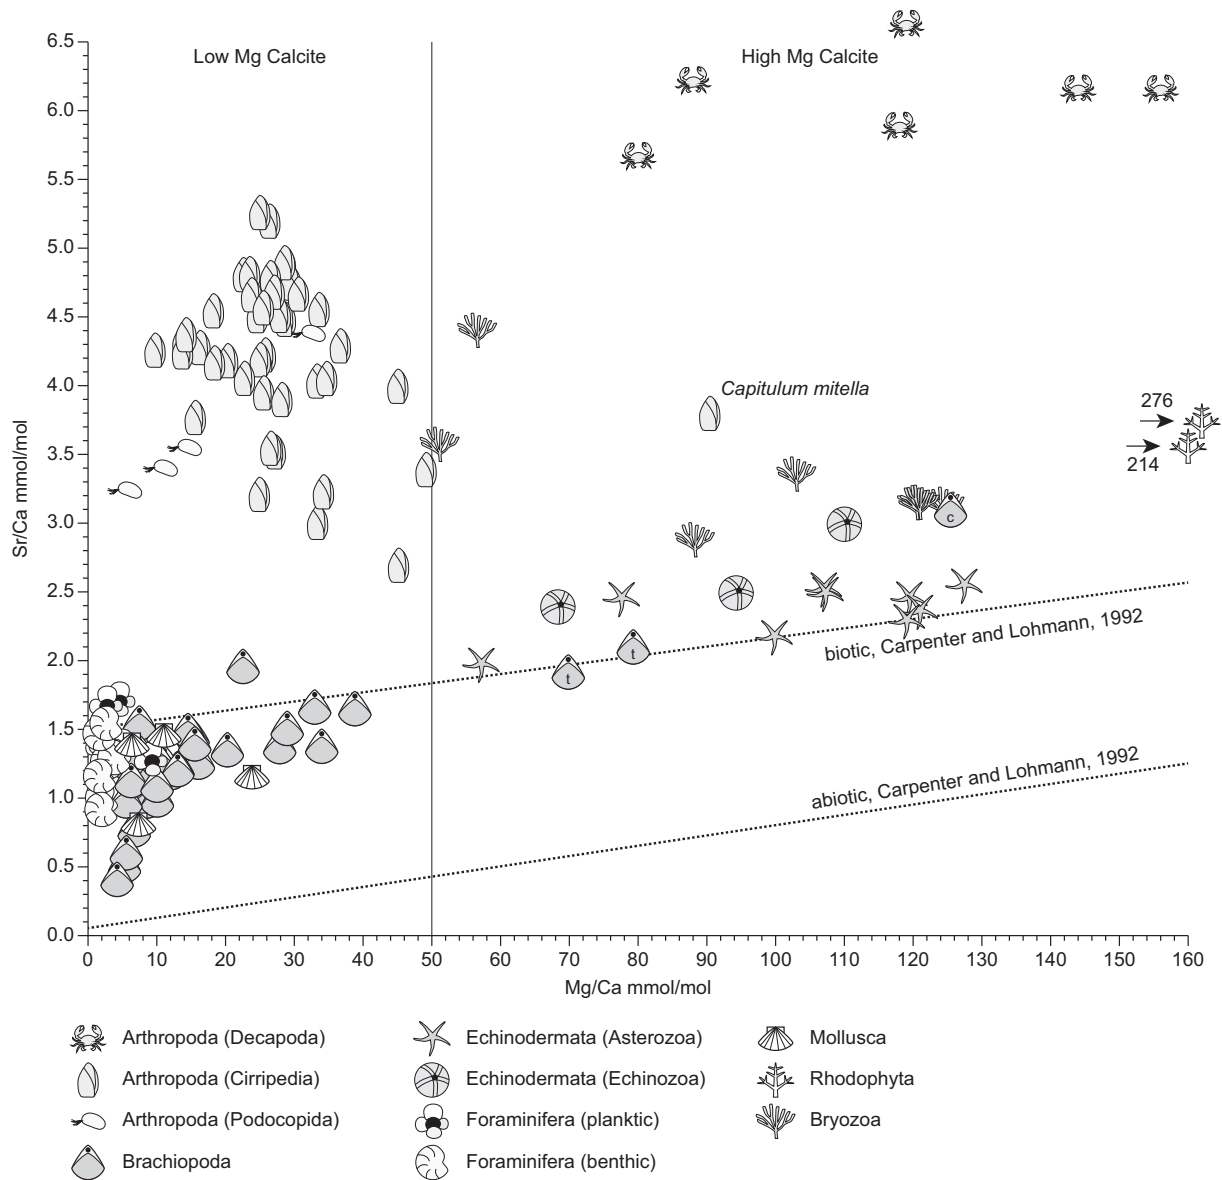 Low Mg Calcite
High Mg Calcite
6.5
6.0
5.5
5.0
4.5
4.0
3.5
3.0
2.5
2.0
1.5
1.0
0.5
0.0
Sr/Ca mmol/mol
Capitulum mitella
276
214
c
t
t
biotic, Carpenter and Lohmann, 1992
abiotic, Carpenter and Lohmann, 1992
0 10 20 30 40 50 60 70 80 90 100 110 120 130 140 150 160
Mg/Ca mmol/mol
Arthropoda (Decapoda)
Arthropoda (Cirripedia)
Arthropoda (Podocopida)
Brachiopoda
Echinodermata (Asterozoa)
Echinodermata (Echinozoa)
Foraminifera (planktic)
Foraminifera (benthic)
Mollusca
Rhodophyta
Bryozoa